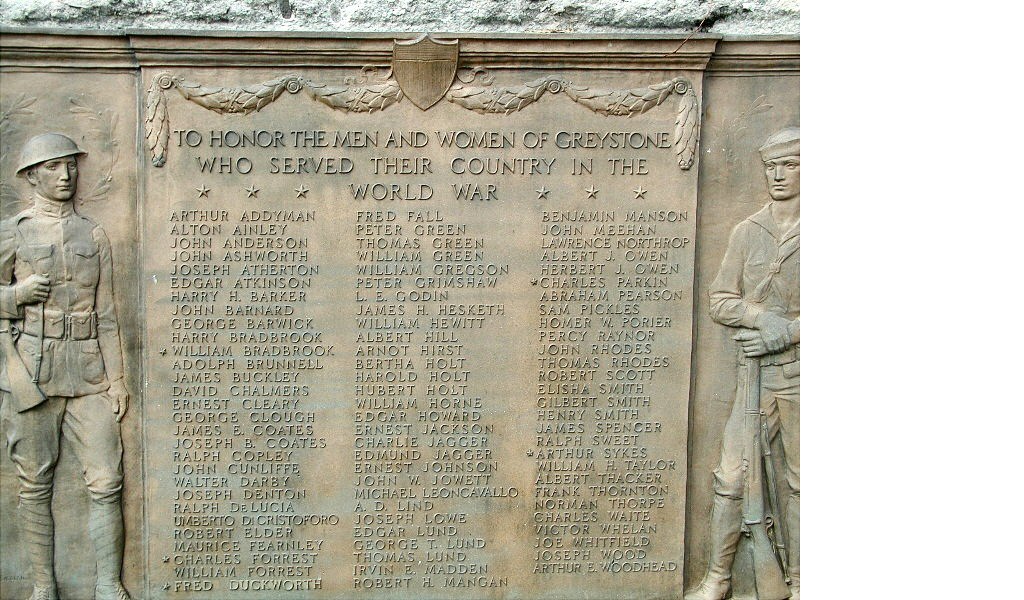 TO HONOR THE MEN AND WOMEN OF GREYSTONE
WHO SERVED THEIR COUNTRY IN THE
★ ★ ★ WORLD WAR ★ ★ ★
ARTHUR ADDYMAN
ALTON AINLEY
JOHN ANDERSON
JOHN ASHWORTH
JOSEPH ATHERTON
EDGAR ATKINSON
HARRY H. BARKER
JOHN BARNARD
GEORGE BARWICK
HARRY BRADBROOK
★WILLIAM BRADBROOK
ADOLPH BRUNNELL
JAMES BUCKLEY
DAVID CHALMERS
ERNEST CLEARY
GEORGE CLOUGH
JAMES E. COATES
JOSEPH B. COATES
RALPH COPLEY
JOHN CUNLIFFE
WALTER DARBY
JOSEPH DENTON
RALPH DeLUCIA
UMBERTO DI CRISTOFORO
ROBERT ELDER
MAURICE FEARNLEY
★CHARLES FORREST
WILLIAM FORREST
★FRED DUCKWORTH
FRED FALL
PETER GREEN
THOMAS GREEN
WILLIAM GREEN
WILLIAM GREGSON
PETER GRIMSHAW
L. E. GODIN
JAMES H. HESKETH
WILLIAM HEWITT
ALBERT HILL
ARNOT HIRST
BERTHA HOLT
HAROLD HOLT
HUBERT HOLT
WILLIAM HORNE
EDGAR HOWARD
ERNEST JACKSON
CHARLIE JAGGER
EDMUND JAGGER
ERNEST JOHNSON
JOHN W. JOWETT
MICHAEL LEONCAVALLO
A. D. LIND
JOSEPH LOWE
EDGAR LUND
GEORGE T. LUND
THOMAS LUND
IRVIN E. MADDEN
ROBERT H. MANGAN
BENJAMIN MANSON
JOHN MEEHAN
LAWRENCE NORTHROP
ALBERT J. OWEN
HERBERT J. OWEN
★CHARLES PARKIN
ABRAHAM PEARSON
SAM PICKLES
HOMER W. PORIER
PERCY RAYNOR
JOHN RHODES
THOMAS RHODES
ROBERT SCOTT
ELISHA SMITH
GILBERT SMITH
HENRY SMITH
JAMES SPENCER
RALPH SWEET
★ARTHUR SYKES
WILLIAM H. TAYLOR
ALBERT THACKER
FRANK THORNTON
NORMAN THORPE
CHARLES WAITE
VICTOR WHELAN
JOE WHITFIELD
JOSEPH WOOD
ARTHUR E. WOODHEAD